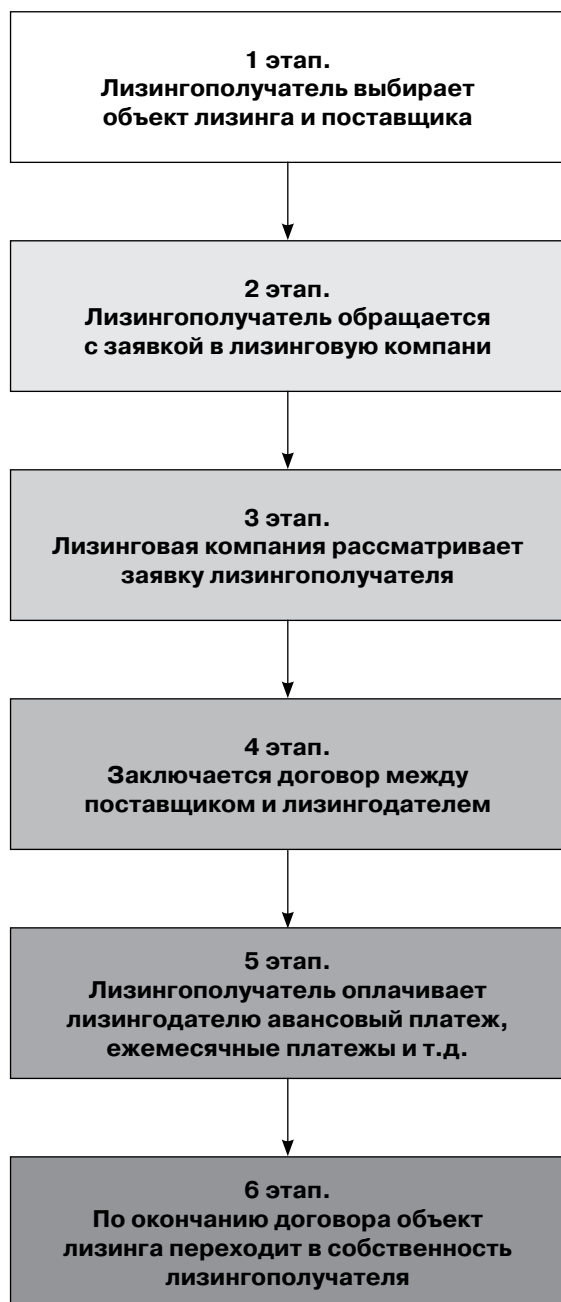 1 этап.
Лизингополучатель выбирает
объект лизинга и поставщика
2 этап.
Лизингополучатель обращается
с заявкой в лизинговую компани
3 этап.
Лизинговая компания рассматривает
заявку лизингополучателя
4 этап.
Заключается договор между
поставщиком и лизингодателем
5 этап.
Лизингополучатель оплачивает
лизингодателю авансовый платеж,
ежемесячные платежы и т.д.
6 этап.
По окончанию договора объект
лизинга переходит в собственность
лизингополучателя